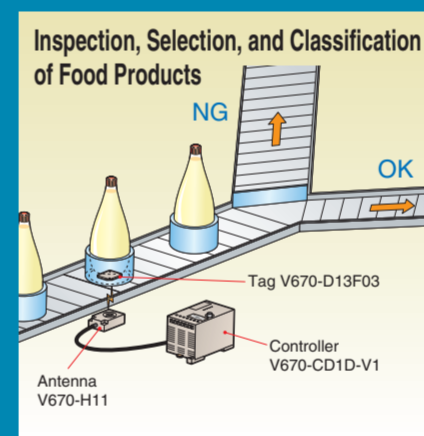 Inspection, Selection, and Classification
of Food Products
NG
OK
Tag V670-D13F03
Controller
V670-CD1D-V1
Antenna
V670-H11